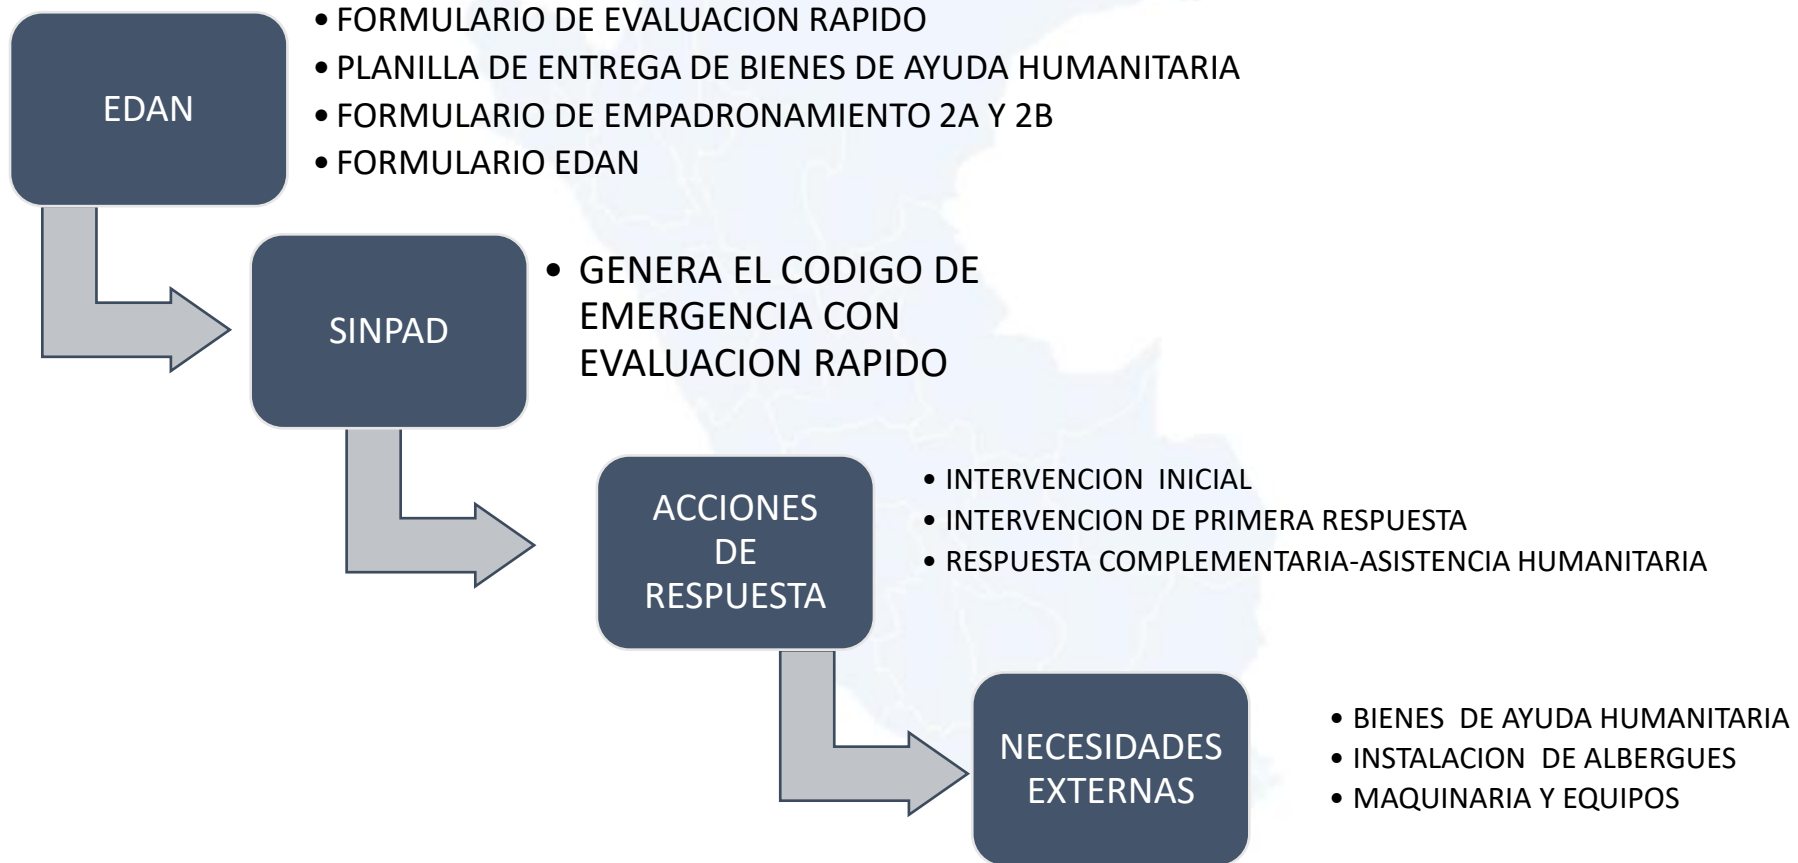 EDAN
• FORMULARIO DE EVALUACION RAPIDO
• PLANILLA DE ENTREGA DE BIENES DE AYUDA HUMANITARIA
• FORMULARIO DE EMPADRONAMIENTO 2A Y 2B
• FORMULARIO EDAN
SINPAD
• GENERA EL CODIGO DE
EMERGENCIA CON
EVALUACION RAPIDO
ACCIONES
DE
RESPUESTA
• INTERVENCION INICIAL
• INTERVENCION DE PRIMERA RESPUESTA
• RESPUESTA COMPLEMENTARIA-ASISTENCIA HUMANITARIA
NECESIDADES
EXTERNAS
• BIENES DE AYUDA HUMANITARIA
• INSTALACION DE ALBERGUES
• MAQUINARIA Y EQUIPOS